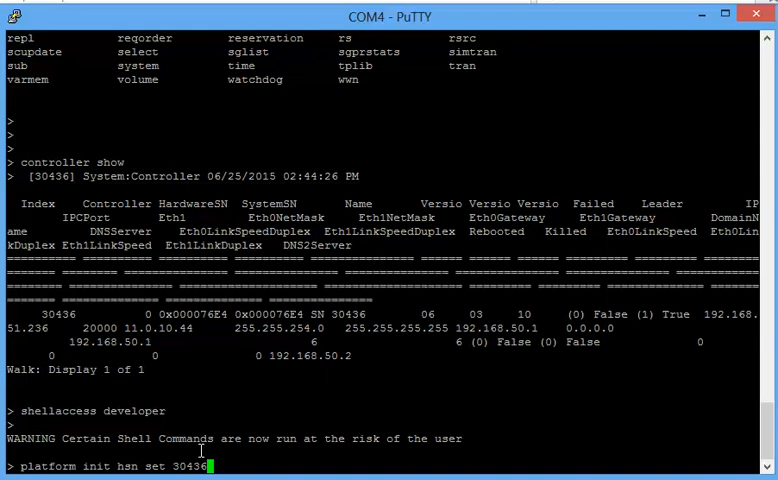 COM4 - PuTTY
repl reqorder reservation rs rsrc
scupdate select sglist sgprstats simtran
sub system time tplib tran
varmem volume watchdog wwn
>
>
>
> controller show
> [30436] System:Controller 06/25/2015 02:44:26 PM
Index Controller HardwareSN SystemSN Name Versio Versio Versio Failed Leader IP
IPCPort Eth1 Eth0NetMask Eth1NetMask Eth0Gateway Eth1Gateway DomainN
ame DNSServer Eth0LinkSpeedDuplex Eth1LinkSpeedDuplex Rebooted Killed Eth0LinkSpeed Eth0Lin
kDuplex Eth1LinkSpeed Eth1LinkDuplex DNS2Server
30436 0 0x000076E4 0x000076E4 SN 30436 06 03 10 (0) False (1) True 192.168.
51.236 20000 11.0.10.44 255.255.254.0 255.255.255.255 192.168.50.1 0.0.0.0
192.168.50.1 6 6 (0) False (0) False 0
0 0 0 192.168.50.2
Walk: Display 1 of 1
> shellaccess developer
>
WARNING Certain Shell Commands are now run at the risk of the user
> platform init hsn set 30436